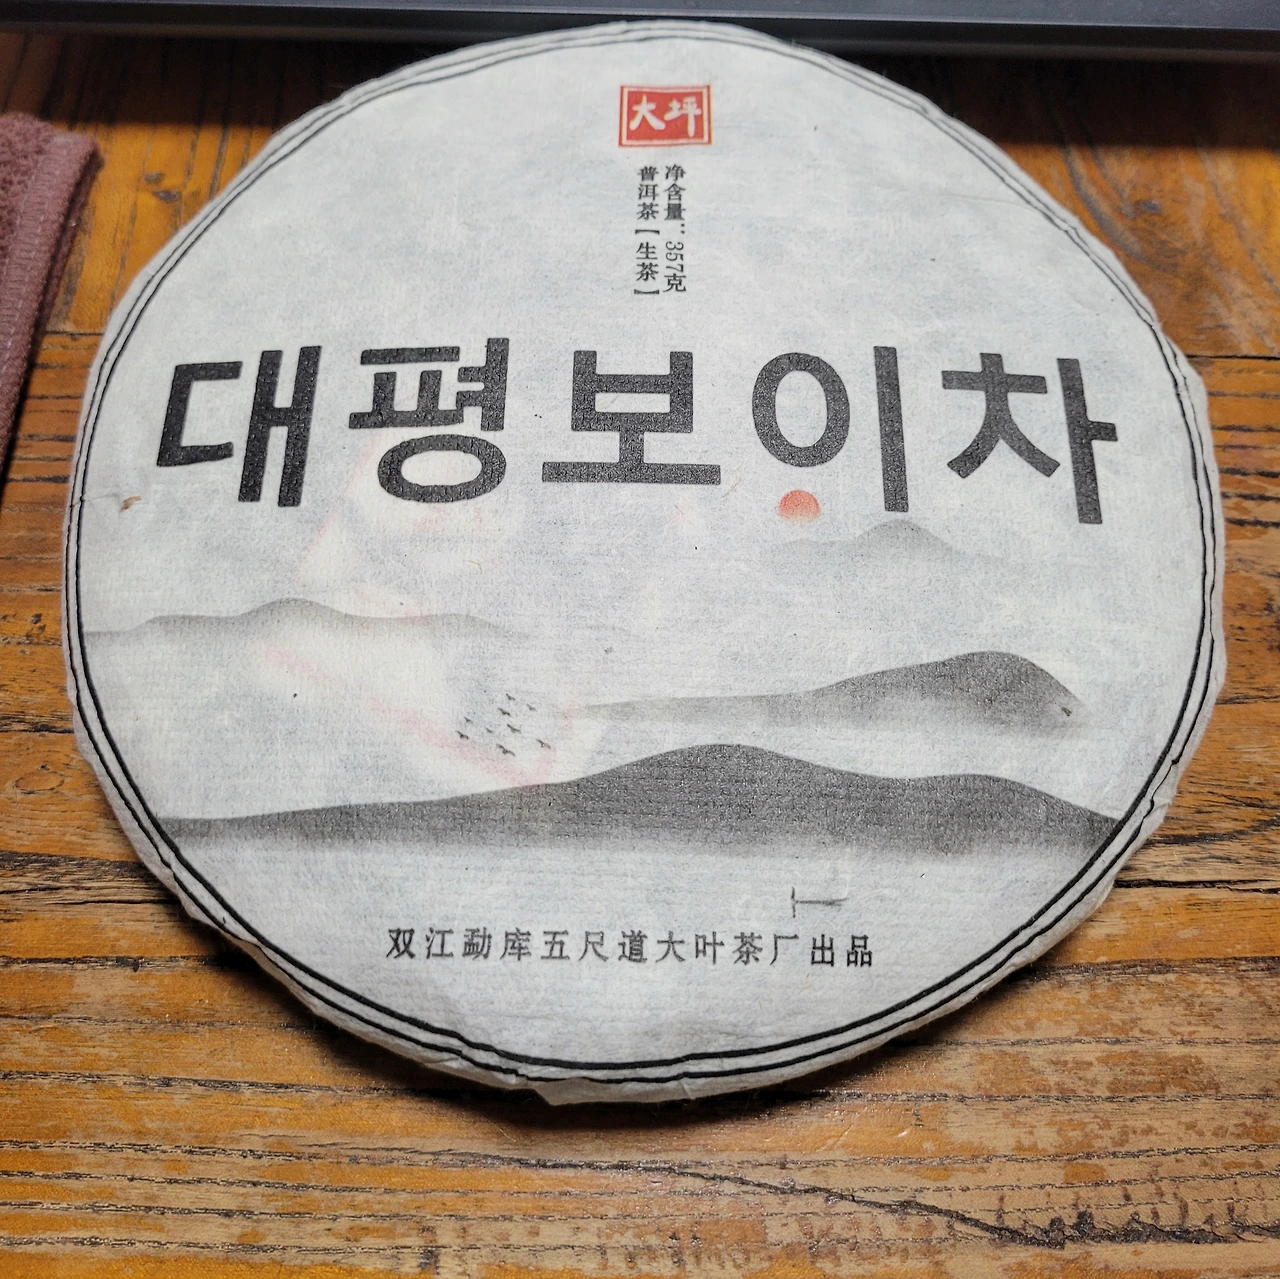 大坪
净含量：357克
普洱茶【生茶】
대평보이차
丁
双江勐库五尺道大叶茶厂出品